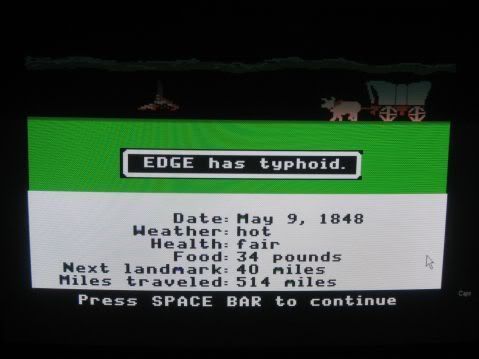 EDGE has typhoid.
Date: May 9, 1848
Weather: hot
Health: fair
Food: 34 pounds
Next landmark: 40 miles
Miles traveled: 514 miles
Press SPACE BAR to continue
Caps